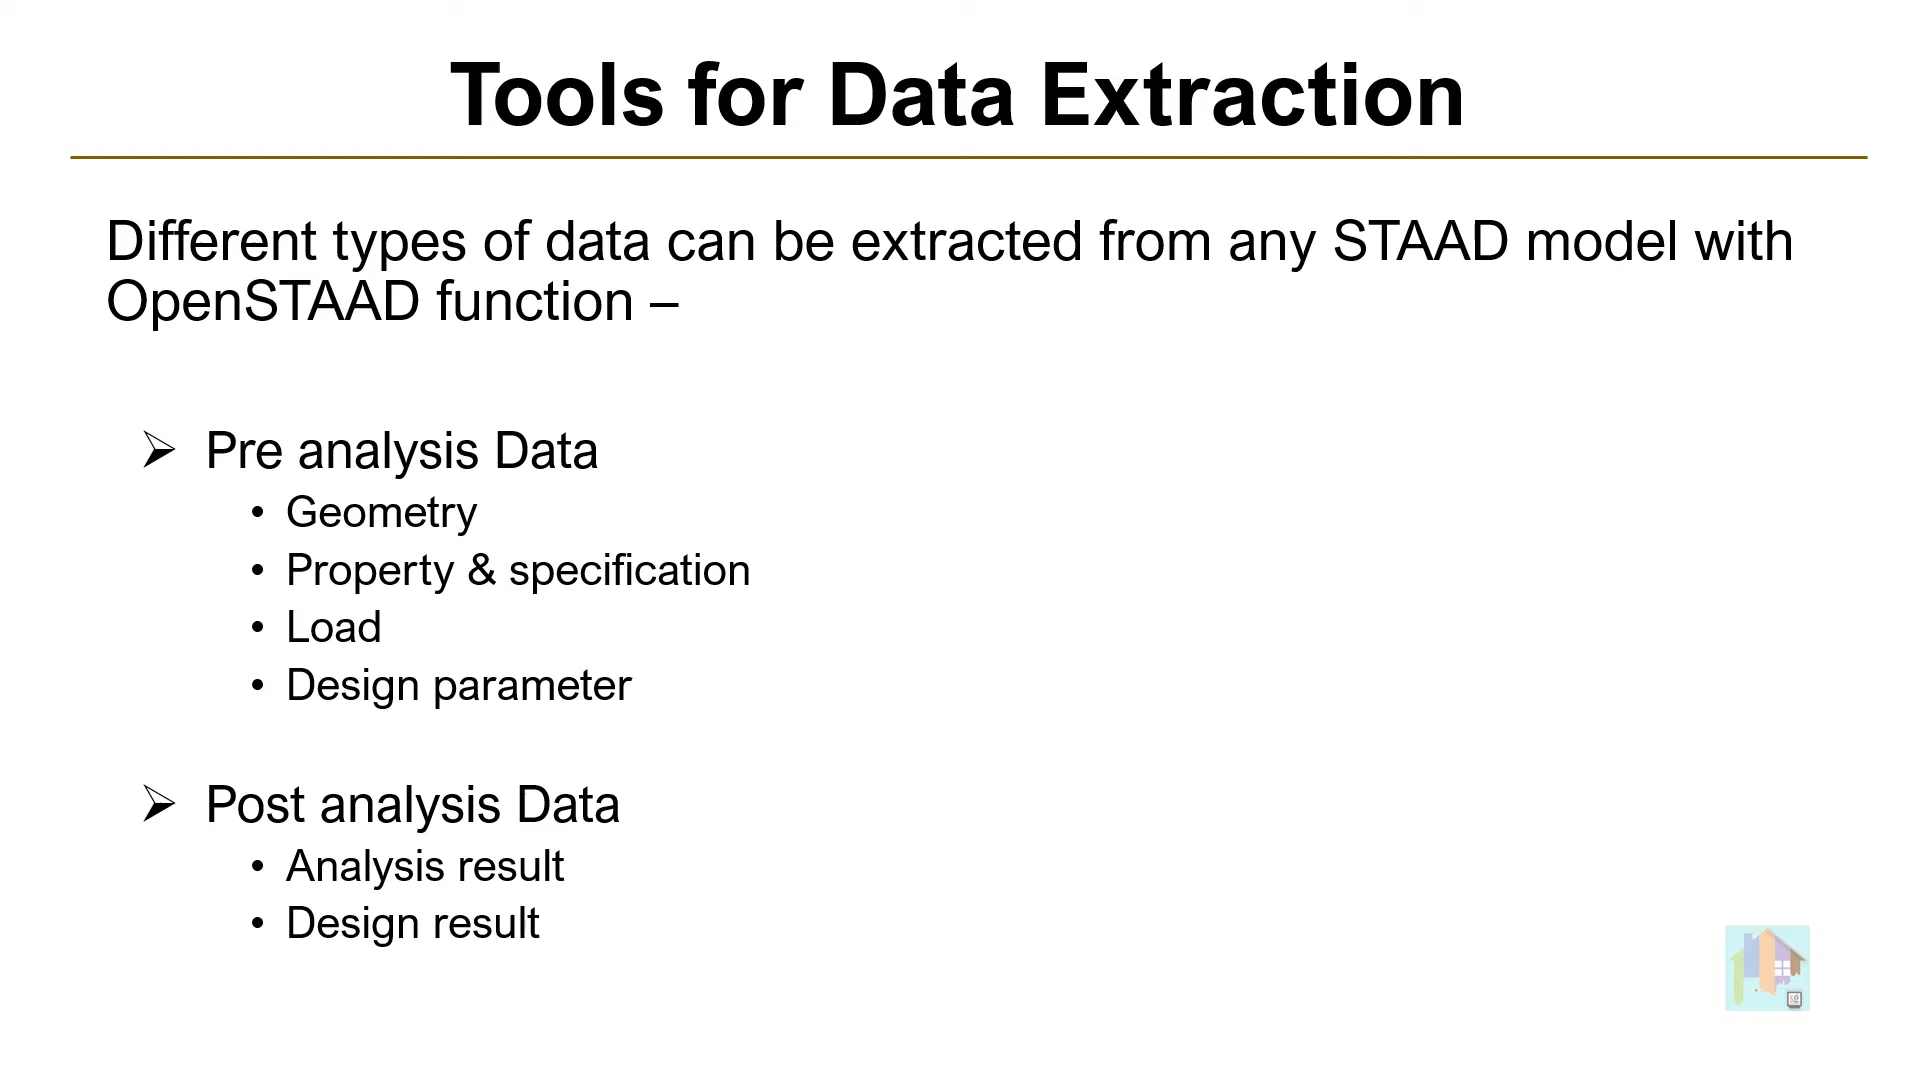 Tools for Data Extraction
Different types of data can be extracted from any STAAD model with
OpenSTAAD function –
➢ Pre analysis Data
• Geometry
• Property & specification
• Load
• Design parameter
➢ Post analysis Data
• Analysis result
• Design result